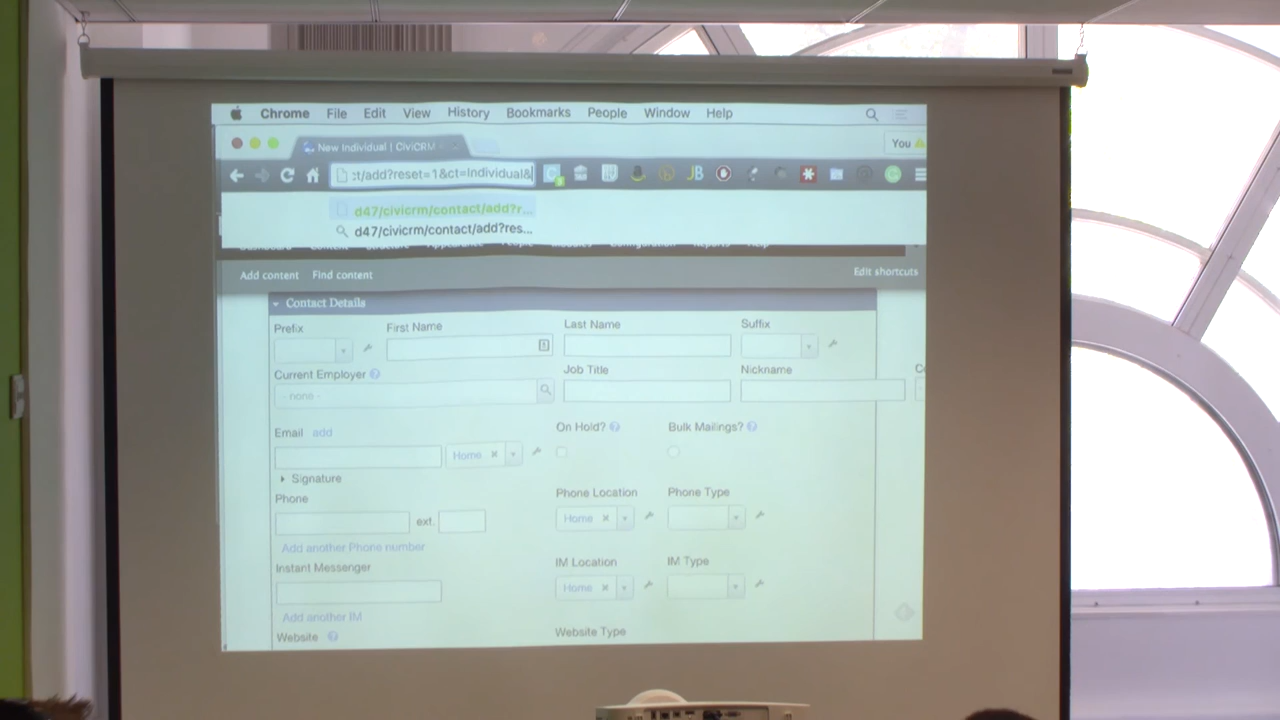 Chrome File Edit View History Bookmarks People Window Help
New Individual | CiviCRM
You
:t/add?reset=1&ct=Individual&
JB
d47/civicrm/contact/add?r...
d47/civicrm/contact/add?res...
Add content Find content Edit shortcuts
Contact Details
Prefix First Name Last Name Suffix
Current Employer Job Title Nickname
- none -
Email add On Hold? Bulk Mailings?
Home
Signature
Phone Phone Location Phone Type
ext. Home
Add another Phone number
Instant Messenger IM Location IM Type
Home
Add another IM
Website Website Type